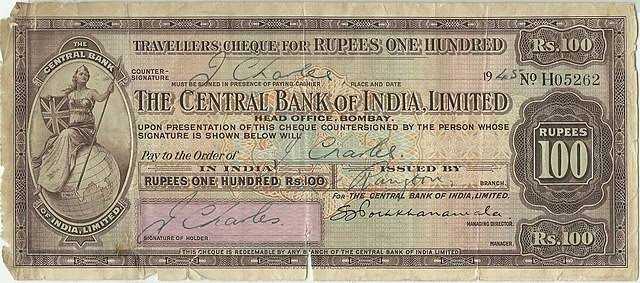 TRAVELLERS CHEQUE FOR RUPEES ONE HUNDRED Rs.100
THE CENTRAL BANK
OF INDIA, LIMITED.
COUNTER-SIGNATURE J Charles
MUST BE SIGNED IN PRESENCE OF PAYING CASHIER, PLACE AND DATE
1945 No H05262
THE CENTRAL BANK OF INDIA, LIMITED
HEAD OFFICE, BOMBAY.
UPON PRESENTATION OF THIS CHEQUE COUNTERSIGNED BY THE PERSON WHOSE
SIGNATURE IS SHOWN BELOW WILL
Pay to the Order of J Charles.
IN INDIA ISSUED BY
RUPEES ONE HUNDRED, Rs.100 Rangoon, BRANCH.
RUPEES
100
FOR THE CENTRAL BANK OF INDIA, LIMITED,
J Charles.
SIGNATURE OF HOLDER
MANAGING DIRECTOR.
MANAGER.
Rs.100
THIS CHEQUE IS REDEEMABLE BY ANY BRANCH OF THE CENTRAL BANK OF INDIA LIMITED